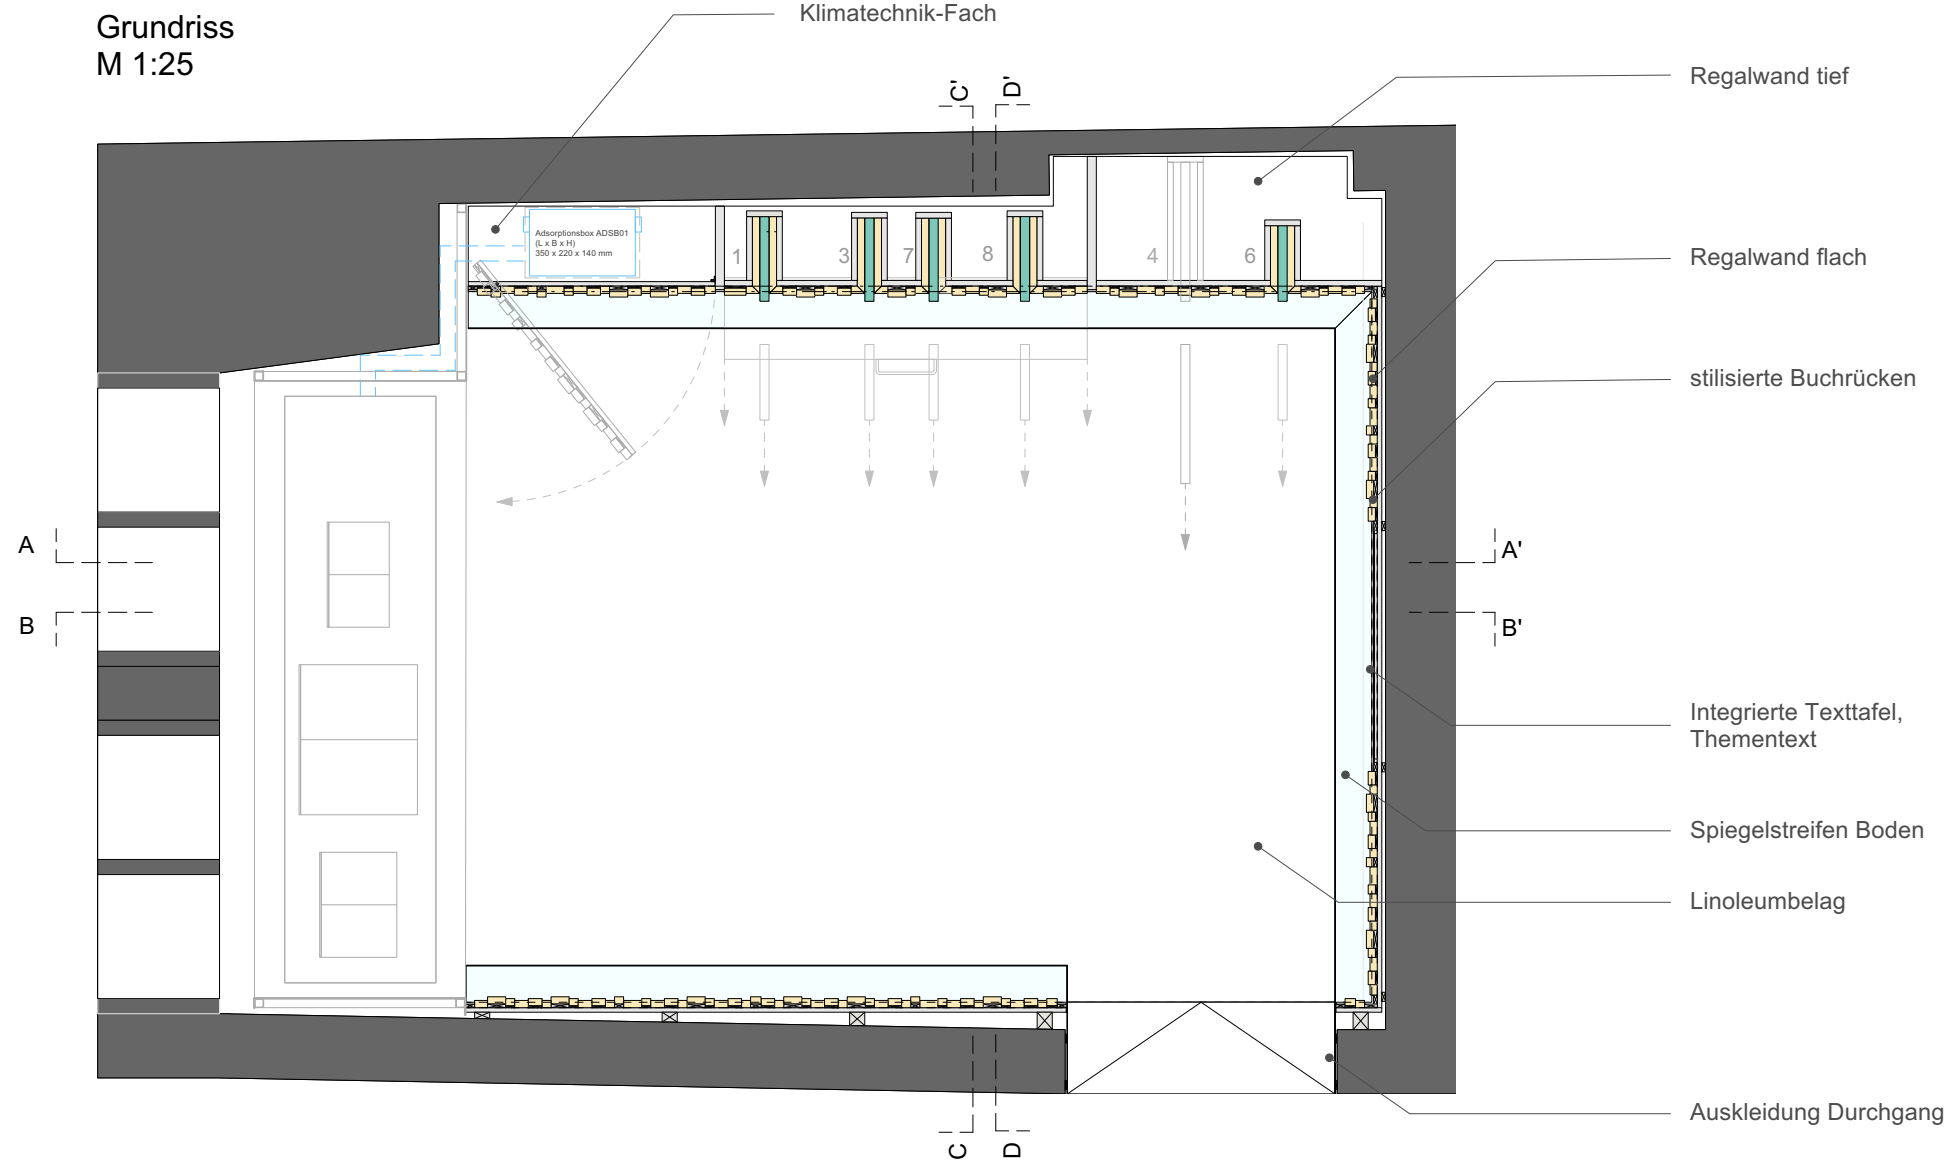 Grundriss
M 1:25
Klimatechnik-Fach
Regalwand tief
C'
D'
Adsorptionsbox ADSB01
(L x B x H)
350 x 220 x 140 mm
1
3
7
8
4
6
Regalwand flach
stilisierte Buchrücken
A
A'
B
B'
Integrierte Texttafel,
Thementext
Spiegelstreifen Boden
Linoleumbelag
Auskleidung Durchgang
C
D